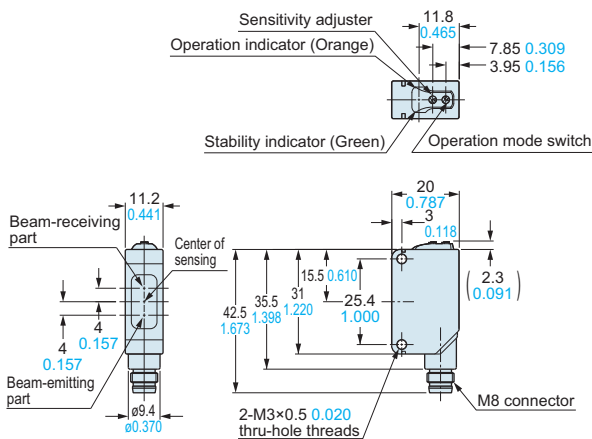 Sensitivity adjuster
11.8
0.465
Operation indicator (Orange)
7.85 0.309
3.95 0.156
Stability indicator (Green)
Operation mode switch
11.2
0.441
Beam-receiving
part
Center of
sensing
4
0.157
4
0.157
Beam-emitting
part
ø9.4
ø0.370
20
0.787
3
0.118
2.3
(0.091)
15.5 0.610
25.4
1.000
31
1.220
35.5
1.398
42.5
1.673
M8 connector
2-M3×0.5 0.020
thru-hole threads